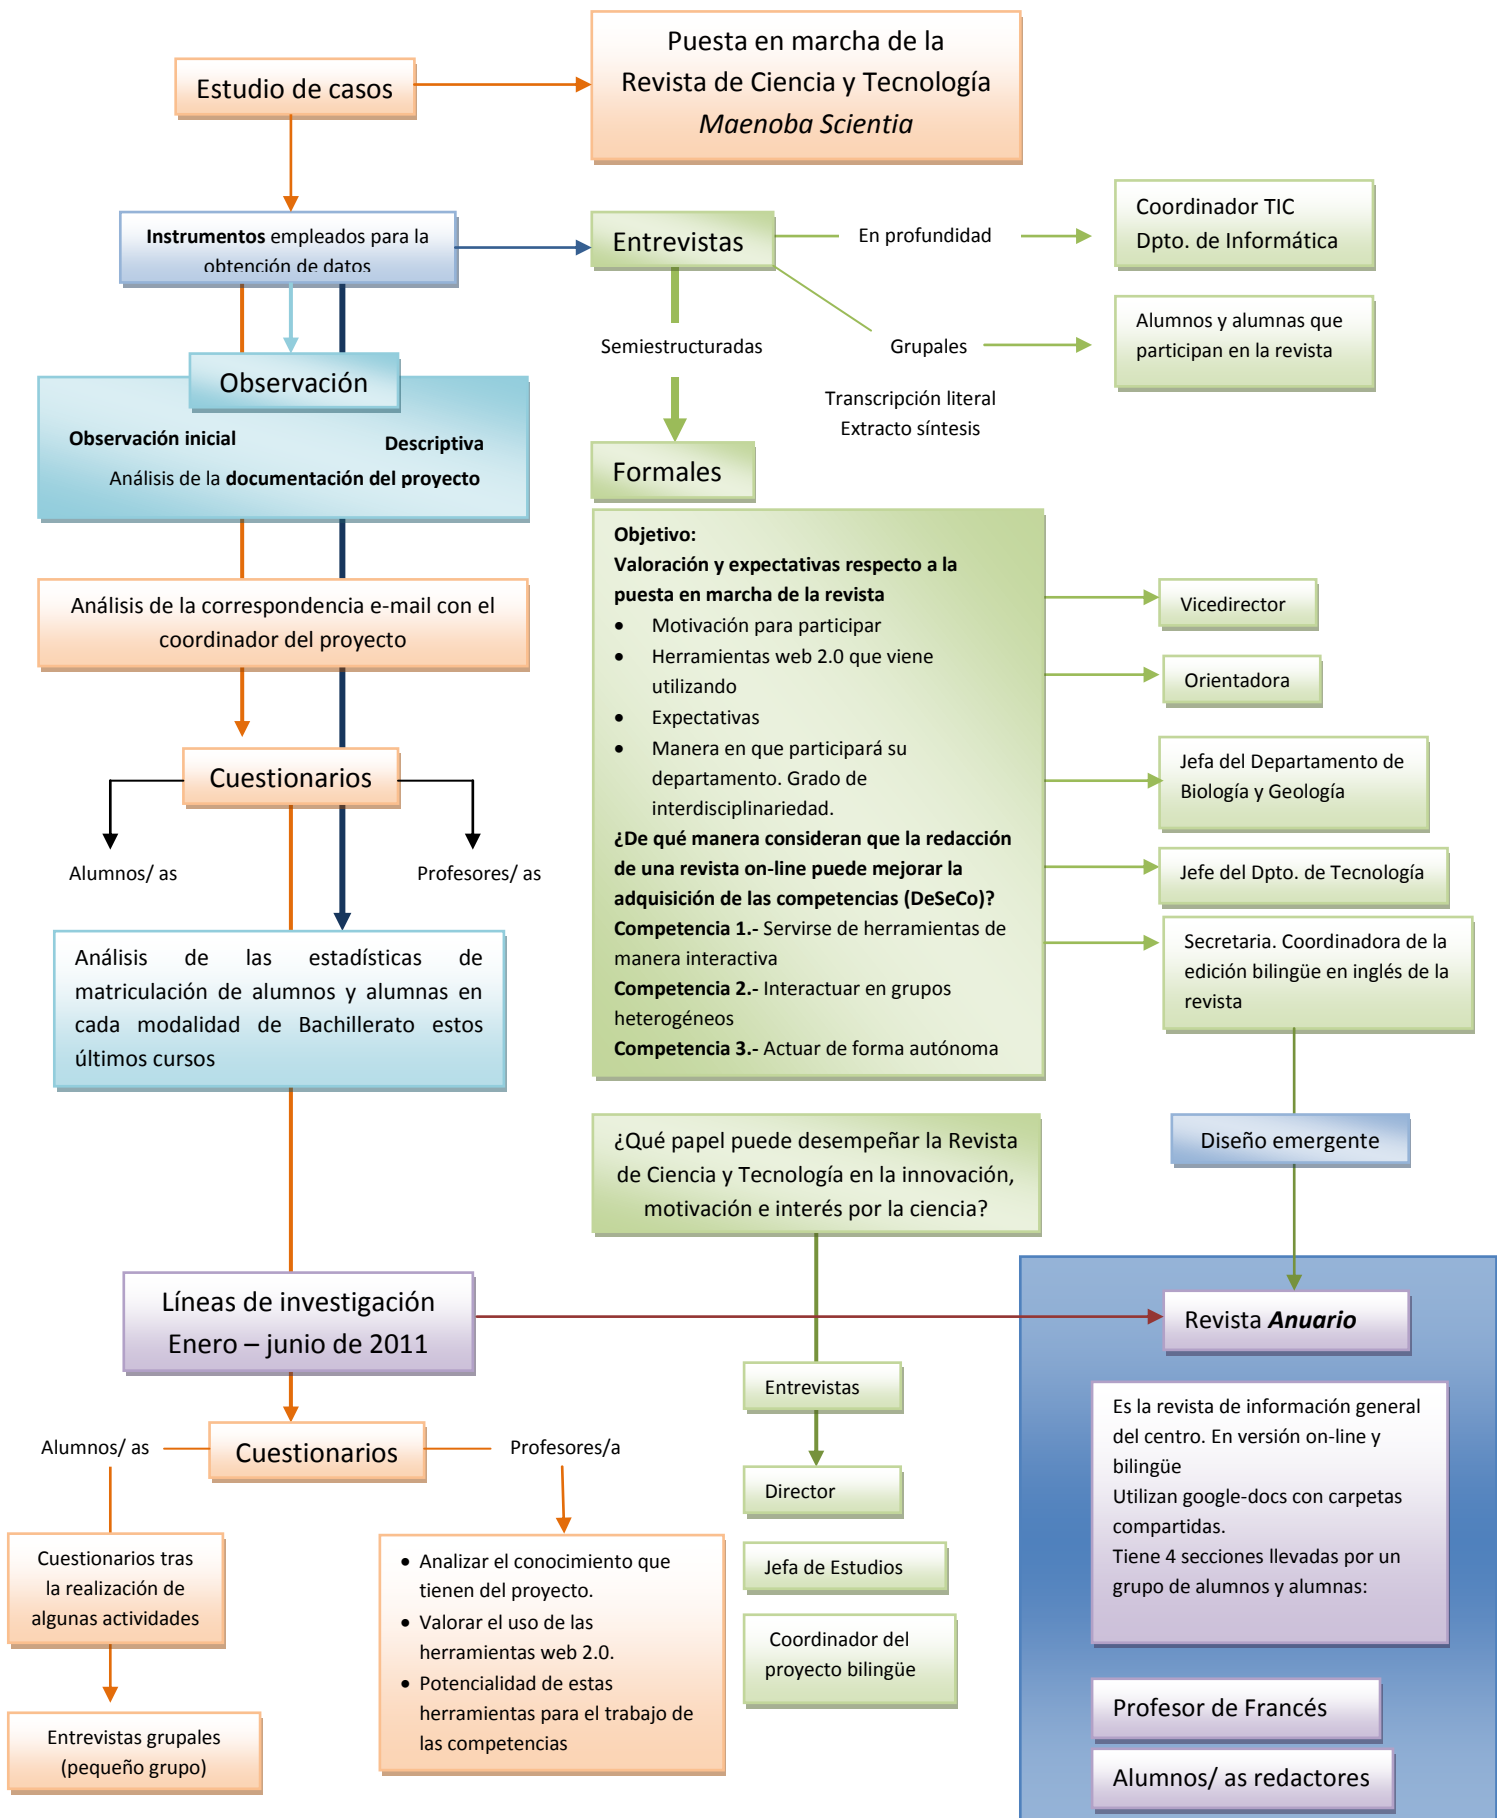 Estudio de casos
Puesta en marcha de la
Revista de Ciencia y Tecnología
Maenoba Scientia
Instrumentos empleados para la
obtención de datos
Entrevistas
En profundidad
Coordinador TIC
Dpto. de Informática
Semiestructuradas
Grupales
Alumnos y alumnas que
participan en la revista
Transcripción literal
Extracto síntesis
Observación
Observación inicial
Descriptiva
Análisis de la documentación del proyecto
Formales
Objetivo:
Valoración y expectativas respecto a la
puesta en marcha de la revista
• Motivación para participar
• Herramientas web 2.0 que viene
utilizando
• Expectativas
• Manera en que participará su
departamento. Grado de
interdisciplinariedad.
¿De qué manera consideran que la redacción
de una revista on-line puede mejorar la
adquisición de las competencias (DeSeCo)?
Competencia 1.- Servirse de herramientas de
manera interactiva
Competencia 2.- Interactuar en grupos
heterogéneos
Competencia 3.- Actuar de forma autónoma
Vicedirector
Orientadora
Jefa del Departamento de
Biología y Geología
Jefe del Dpto. de Tecnología
Secretaria. Coordinadora de la
edición bilingüe en inglés de la
revista
Análisis de la correspondencia e-mail con el
coordinador del proyecto
Cuestionarios
Alumnos/ as
Profesores/ as
Análisis de las estadísticas de
matriculación de alumnos y alumnas en
cada modalidad de Bachillerato estos
últimos cursos
¿Qué papel puede desempeñar la Revista
de Ciencia y Tecnología en la innovación,
motivación e interés por la ciencia?
Diseño emergente
Líneas de investigación
Enero – junio de 2011
Revista Anuario
Entrevistas
Director
Jefa de Estudios
Coordinador del
proyecto bilingüe
Es la revista de información general
del centro. En versión on-line y
bilingüe
Utilizan google-docs con carpetas
compartidas.
Tiene 4 secciones llevadas por un
grupo de alumnos y alumnas:
Profesor de Francés
Alumnos/ as redactores
Alumnos/ as
Cuestionarios
Profesores/a
Cuestionarios tras
la realización de
algunas actividades
Entrevistas grupales
(pequeño grupo)
• Analizar el conocimiento que
tienen del proyecto.
• Valorar el uso de las
herramientas web 2.0.
• Potencialidad de estas
herramientas para el trabajo de
las competencias